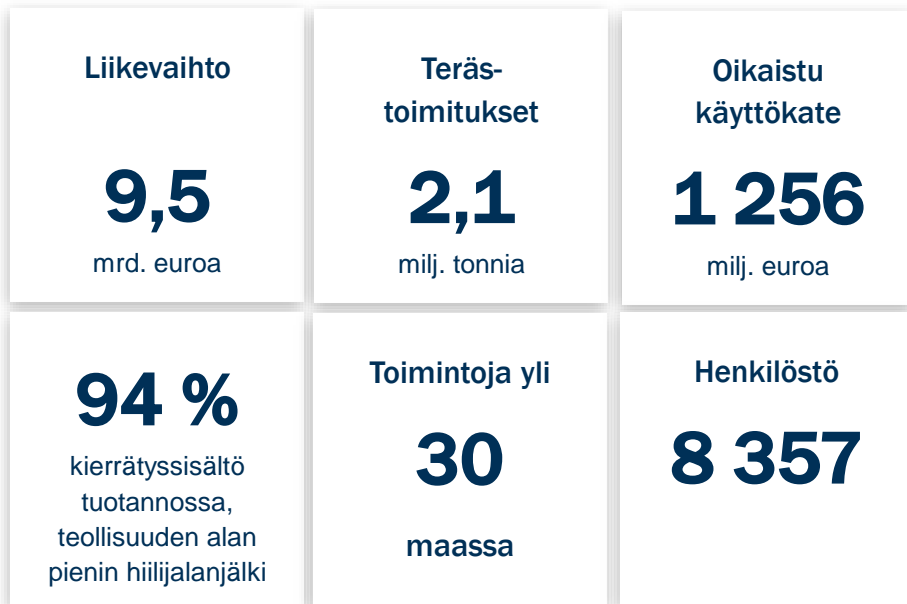 Liikevaihto
9,5
mrd. euroa
Teräs-
toimitukset
2,1
milj. tonnia
Oikaistu
käyttökate
1 256
milj. euroa
94 %
kierrätyssisältö
tuotannossa,
teollisuuden alan
pienin hiilijalanjälki
Toimintoja yli
30
maassa
Henkilöstö
8 357